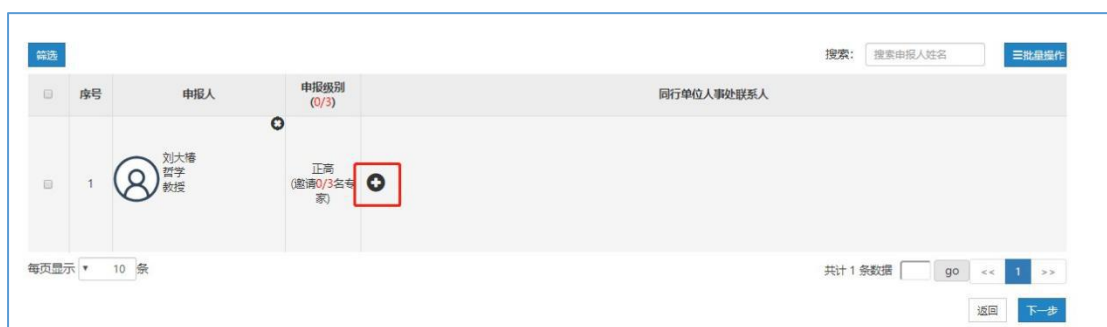 筛选
搜索：
搜索申报人姓名
☰批量操作
序号
申报人
申报级别
(0/3)
同行单位人事处联系人
1
刘大椿
哲学
教授
正高
(邀请0/3名专
家)
每页显示 10 条
共计 1 条数据 go << 1 >>
返回 下一步